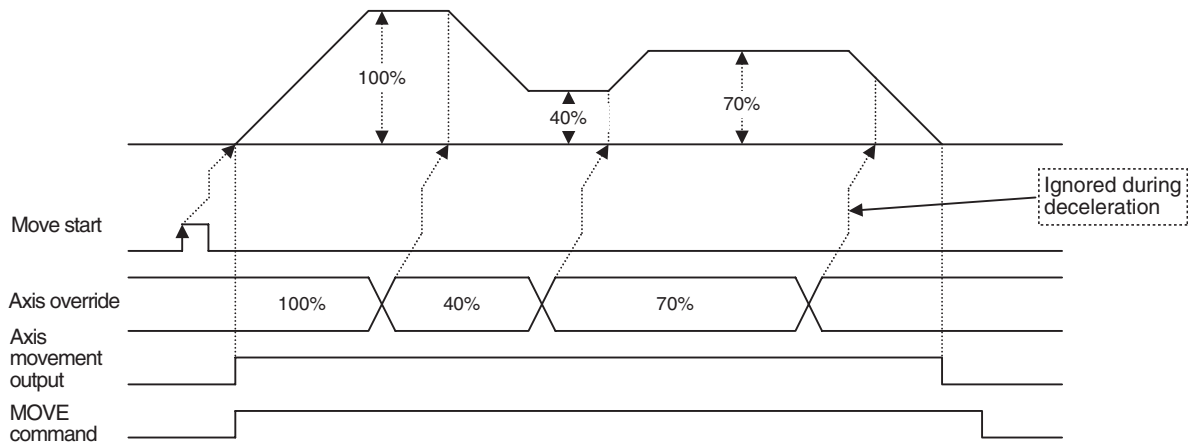 100%
40%
70%
Ignored during
deceleration
Move start
Axis override
100%
40%
70%
Axis
movement
output
MOVE
command